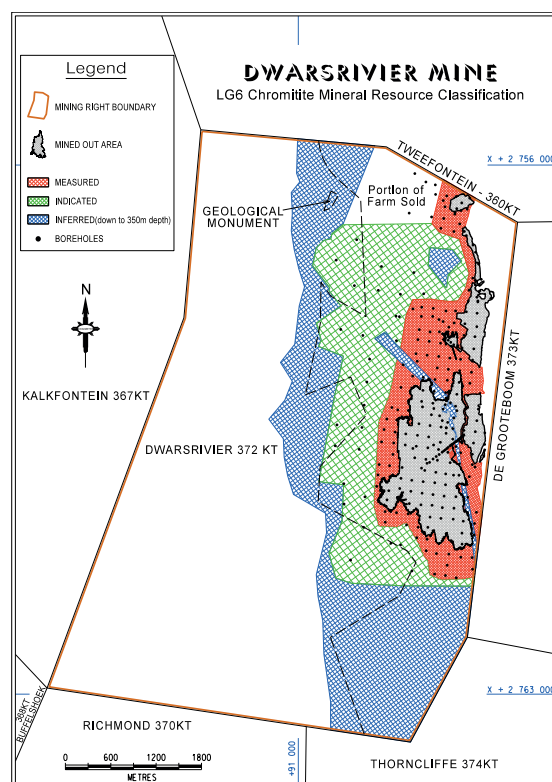 DWARSRIVIER MINE
LG6 Chromitite Mineral Resource Classification
Legend
MINING RIGHT BOUNDARY
MINED OUT AREA
MEASURED
INDICATED
INFERRED(down to 350m depth)
BOREHOLES
TWEEFONTEIN - 360KT
X + 2 756 000
Portion of
Farm Sold
GEOLOGICAL
MONUMENT
N
KALKFONTEIN 367KT
DE GROOTEBOOM 373KT
DWARSRIVIER 372 KT
X + 2 763 000
368KT
BUFFELSHOEK
RICHMOND 370KT
+91 000
THORNCLIFFE 374KT
0 600 1200 1800
METRES